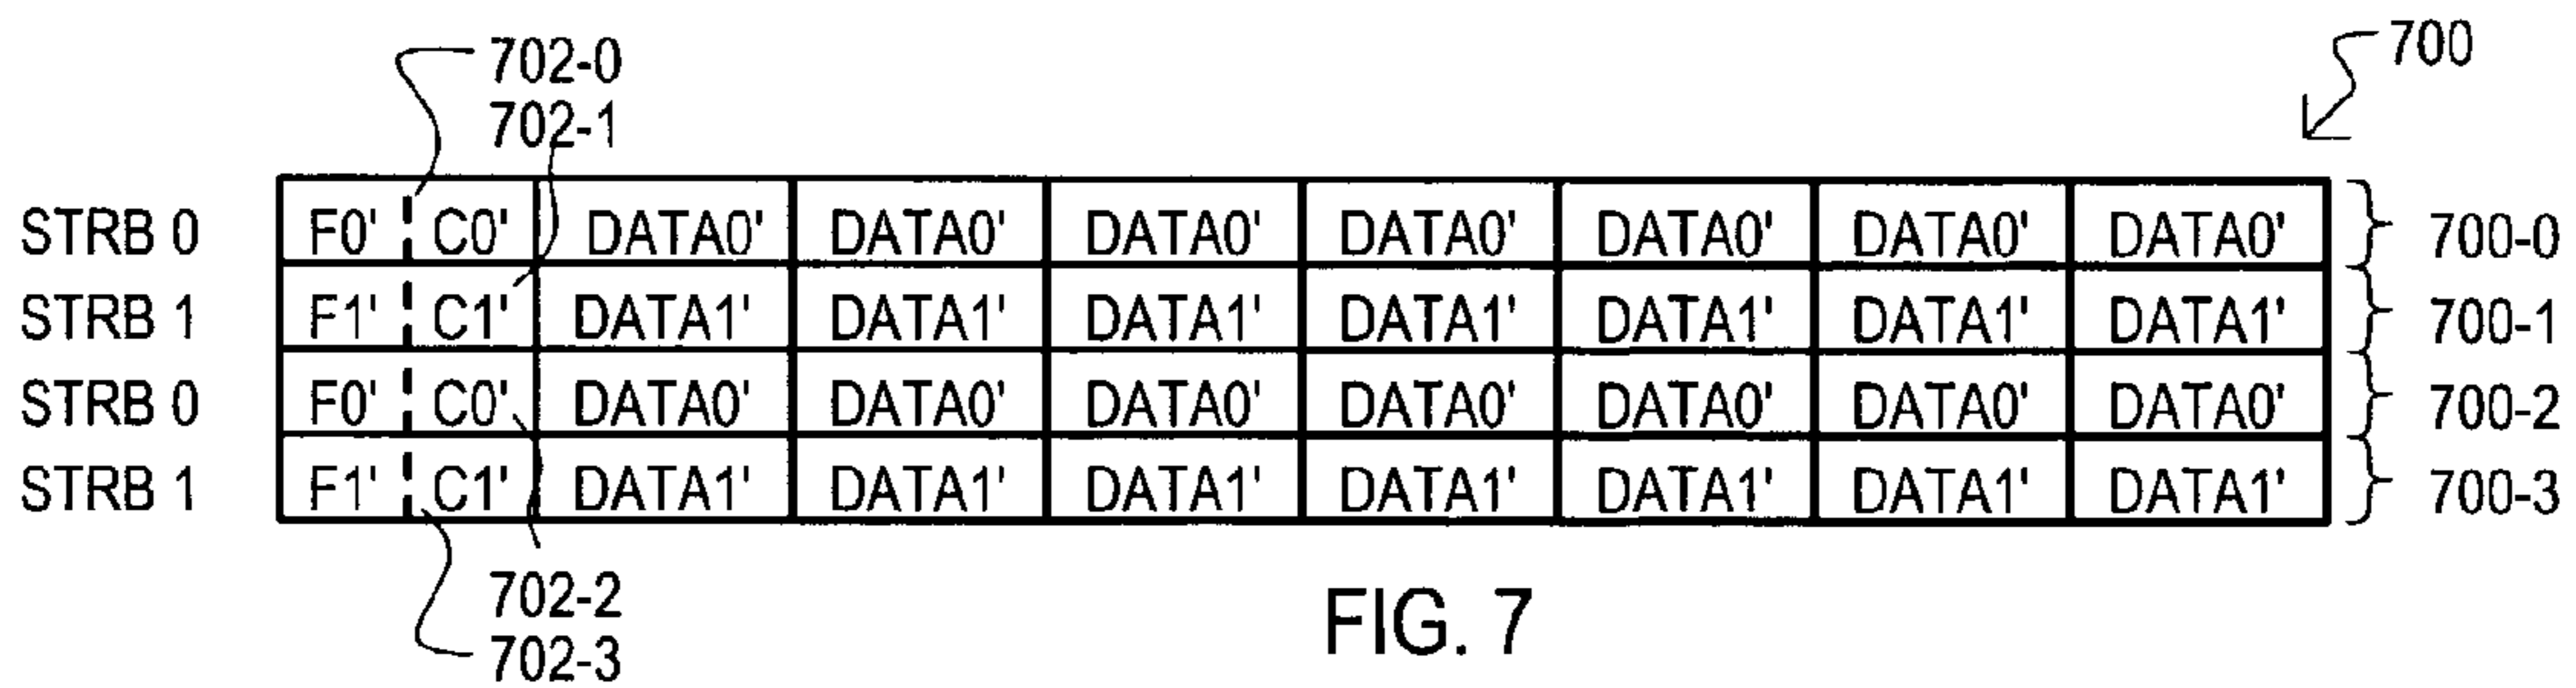 702-0
700
702-1
STRB 0 F0' C0' DATA0' DATA0' DATA0' DATA0' DATA0' DATA0' DATA0' 700-0
STRB 1 F1' C1' DATA1' DATA1' DATA1' DATA1' DATA1' DATA1' DATA1' 700-1
STRB 0 F0' C0' DATA0' DATA0' DATA0' DATA0' DATA0' DATA0' DATA0' 700-2
STRB 1 F1' C1' DATA1' DATA1' DATA1' DATA1' DATA1' DATA1' DATA1' 700-3
702-2
702-3
FIG. 7